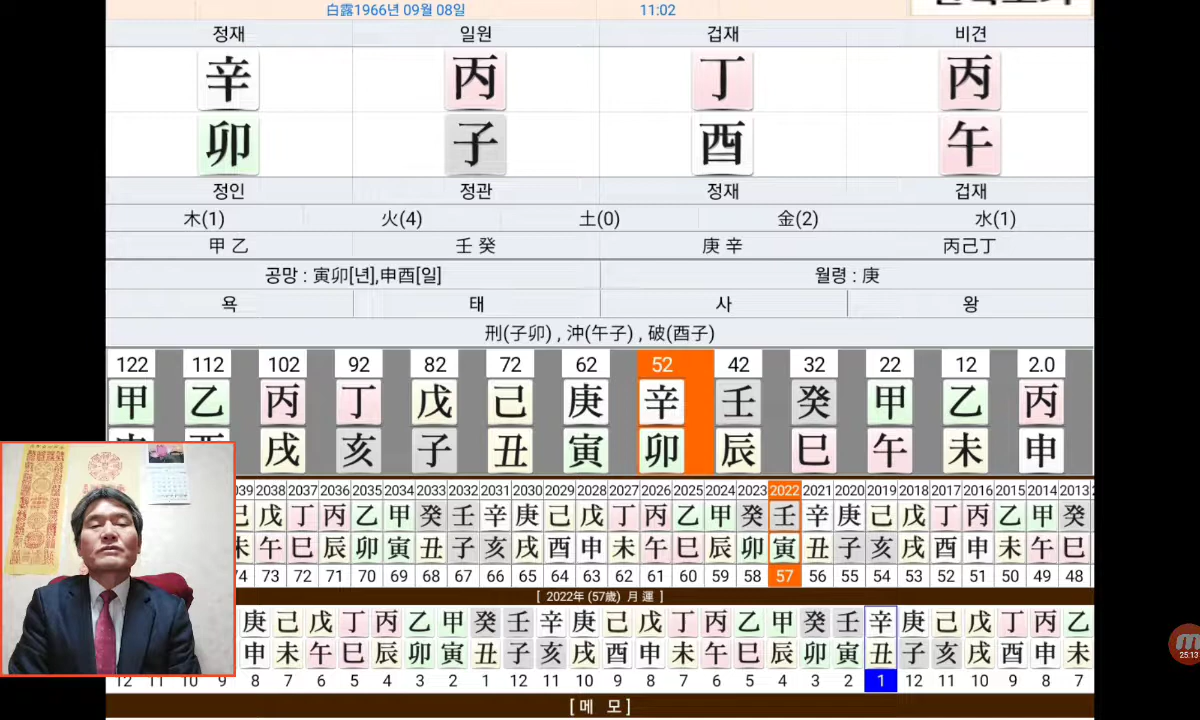 白露1966년 09월 08일 11:02
정재 일원 겁재 비견
辛 丙 丁 丙
卯 子 酉 午
정인 정관 정재 겁재
木(1) 火(4) 土(0) 金(2) 水(1)
甲 乙 壬 癸 庚 辛 丙己丁
공망 : 寅卯[년],申酉[일] 월령 : 庚
욕 태 사 왕
刑(子卯) , 沖(午子) , 破(酉子)
122 112 102 92 82 72 62 52 42 32 22 12 2.0
甲 乙 丙 丁 戊 己 庚 辛 壬 癸 甲 乙 丙
戌 亥 子 丑 寅 卯 辰 巳 午 未 申
2038 2037 2036 2035 2034 2033 2032 2031 2030 2029 2028 2027 2026 2025 2024 2023 2022 2021 2020 2019 2018 2017 2016 2015 2014 2013
己 戊 丁 丙 乙 甲 癸 壬 辛 庚 己 戊 丁 丙 乙 甲 癸 壬 辛 庚 己 戊 丁 丙 乙 甲 癸
未 午 巳 辰 卯 寅 丑 子 亥 戌 酉 申 未 午 巳 辰 卯 寅 丑 子 亥 戌 酉 申 未 午 巳
74 73 72 71 70 69 68 67 66 65 64 63 62 61 60 59 58 57 56 55 54 53 52 51 50 49 48
[ 2022年 (57歲) 月 運 ]
庚 己 戊 丁 丙 乙 甲 癸 壬 辛 庚 己 戊 丁 丙 乙 甲 癸 壬 辛 庚 己 戊 丁 丙 乙
申 未 午 巳 辰 卯 寅 丑 子 亥 戌 酉 申 未 午 巳 辰 卯 寅 丑 子 亥 戌 酉 申 未
12 11 10 9 8 7 6 5 4 3 2 1 12 11 10 9 8 7 6 5 4 3 2 1 12 11 10 9 8 7
[ 메 모 ]
25:13